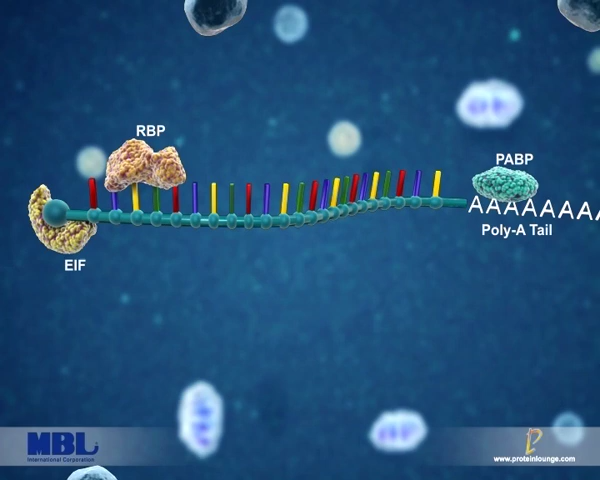 RBP
PABP
AAAAAAAA
Poly-A Tail
EIF
MBL
International Corporation
www.proteinlounge.com